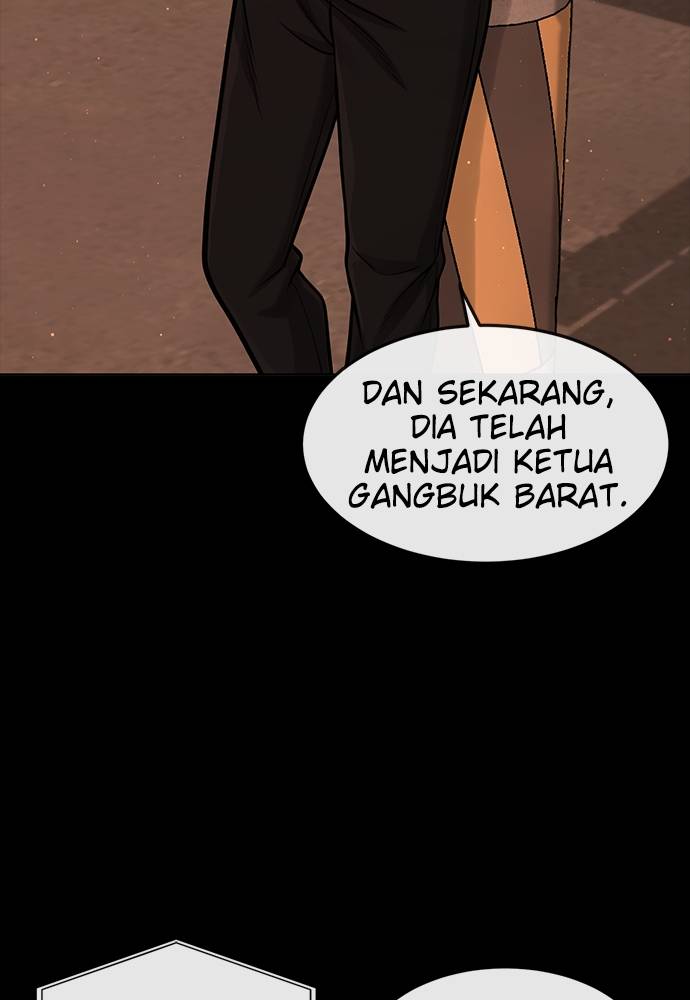 DAN SEKARANG,
DIA TELAH
MENJADI KETUA
GANGBUK BARAT.